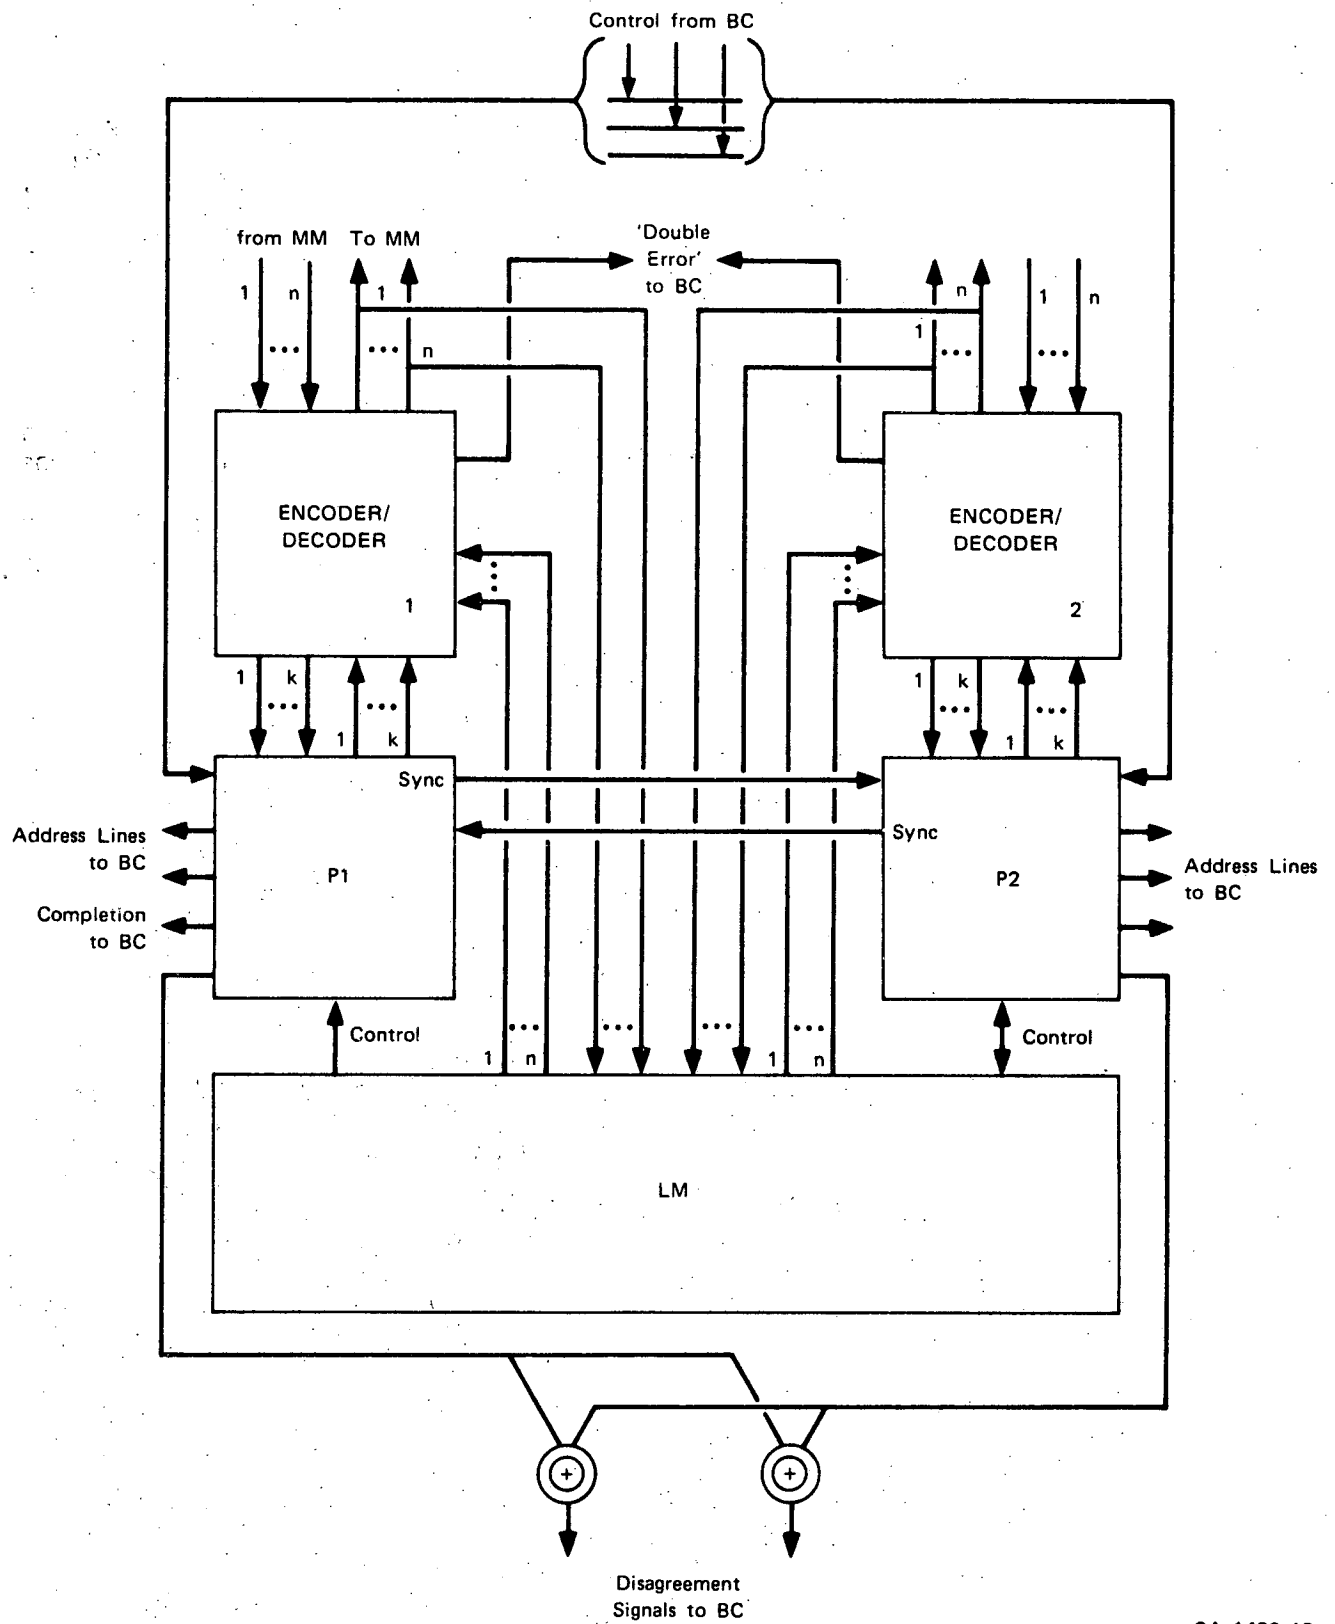 Control from BC
from MM To MM
'Double
Error'
to BC
1 n 1
n
n
1
1 n
ENCODER/
DECODER
1
ENCODER/
DECODER
2
1 k
1 k
1 k
1 k
Sync
Sync
Address Lines
to BC
P1
P2
Address Lines
to BC
Completion
to BC
Control
Control
1 n
1 n
LM
+
+
Disagreement
Signals to BC